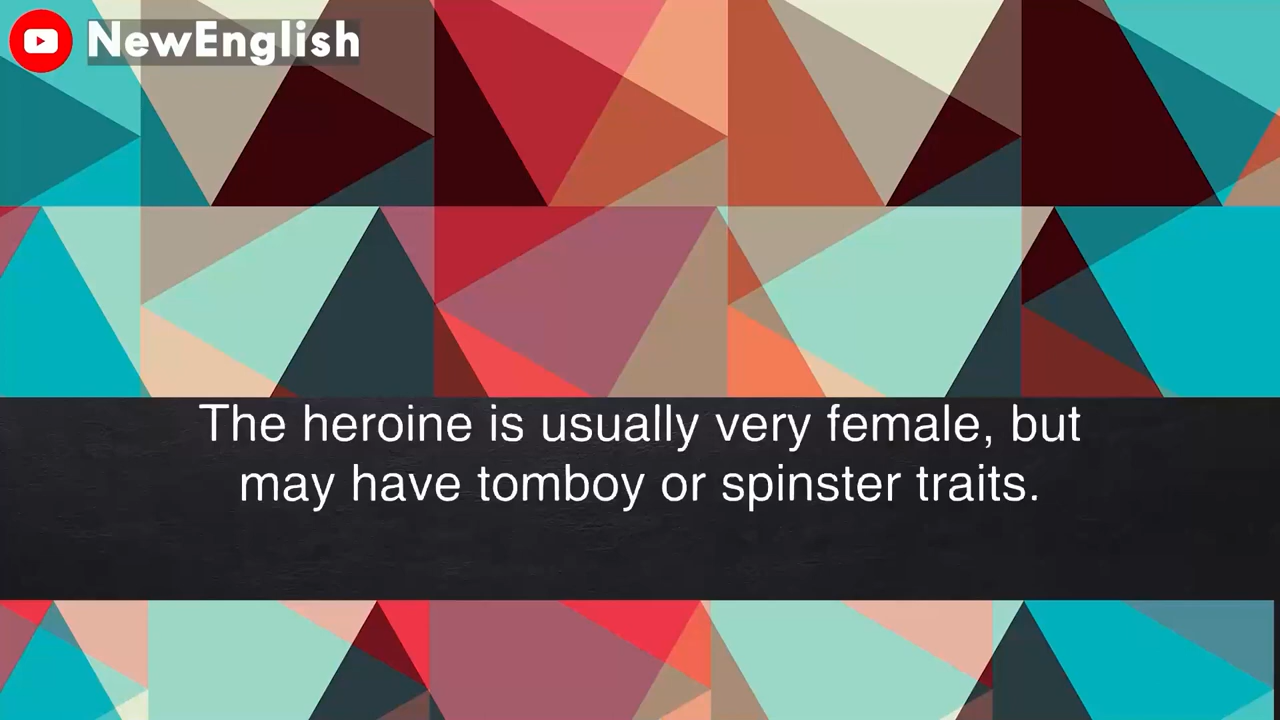 NewEnglish
The heroine is usually very female, but
may have tomboy or spinster traits.